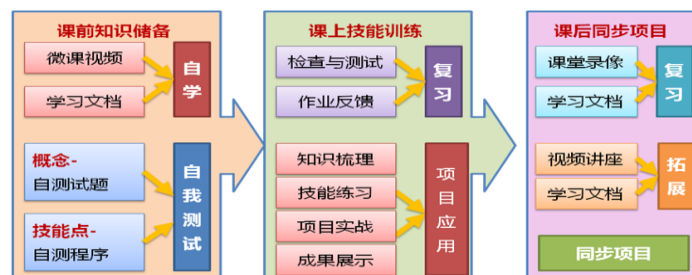 课前知识储备
微课视频
学习文档
自学
概念-
自测试题
技能点-
自测程序
自我测试
课上技能训练
检查与测试
作业反馈
复习
知识梳理
技能练习
项目实战
成果展示
项目应用
课后同步项目
课堂录像
学习文档
复习
视频讲座
学习文档
拓展
同步项目